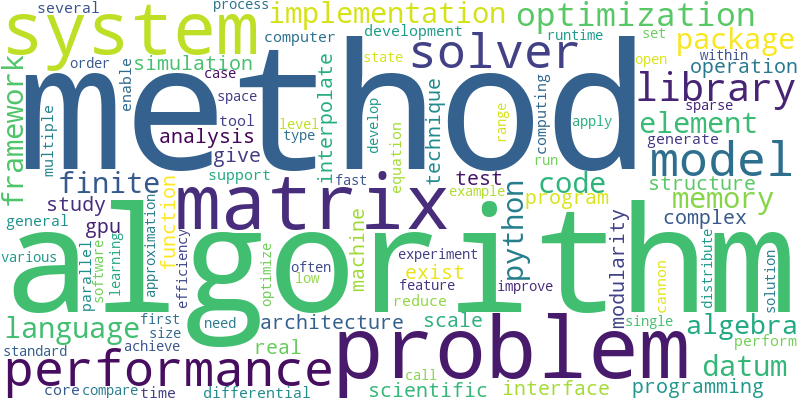 several
process
system
implementation
optimization
computer
development
runtime
set
package
order
simulation
case
state
solver
open
within
operation
framework
enable
method
space
interpolate
technique
computing
library
sparse
multiple
tool
level
type
develop
range
apply
element
generate
analysis
give
support
fast
equation
run
model
finite
matrix
test
example
code
structure
memory
study
function
python
program
complex
general
gpu
machine
modularity
various
parallel
software
learning
approximation
efficiency
algorithm
optimize
often
low
experiment
feature
exist
reduce
improve
cannon
distribute
solution
language
first
size
need
architecture
scale
single
algebra
perform
standard
achieve
real
problem
datum
performance
call
core
compare
time
differential
scientific
interface
programming